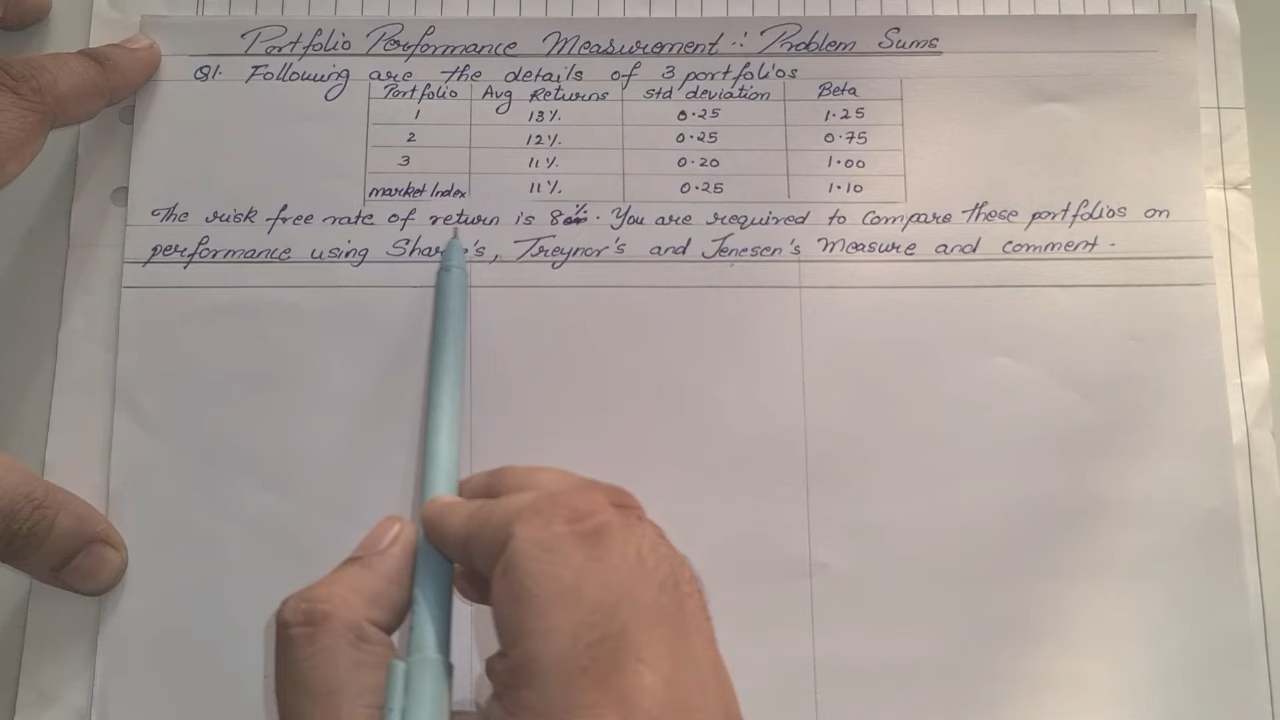 Portfolio Performance Measurement :: Problem Sums
Q1. Following are the details of 3 portfolios
Portfolio Avg Returns std deviation Beta
1 13% 0.25 1.25
2 12% 0.25 0.75
3 11% 0.20 1.00
market Index 11% 0.25 1.10
The risk free rate of return is 8%. You are required to compare these portfolios on
performance using 's, Treynor's and Jenesen's Measure and comment.